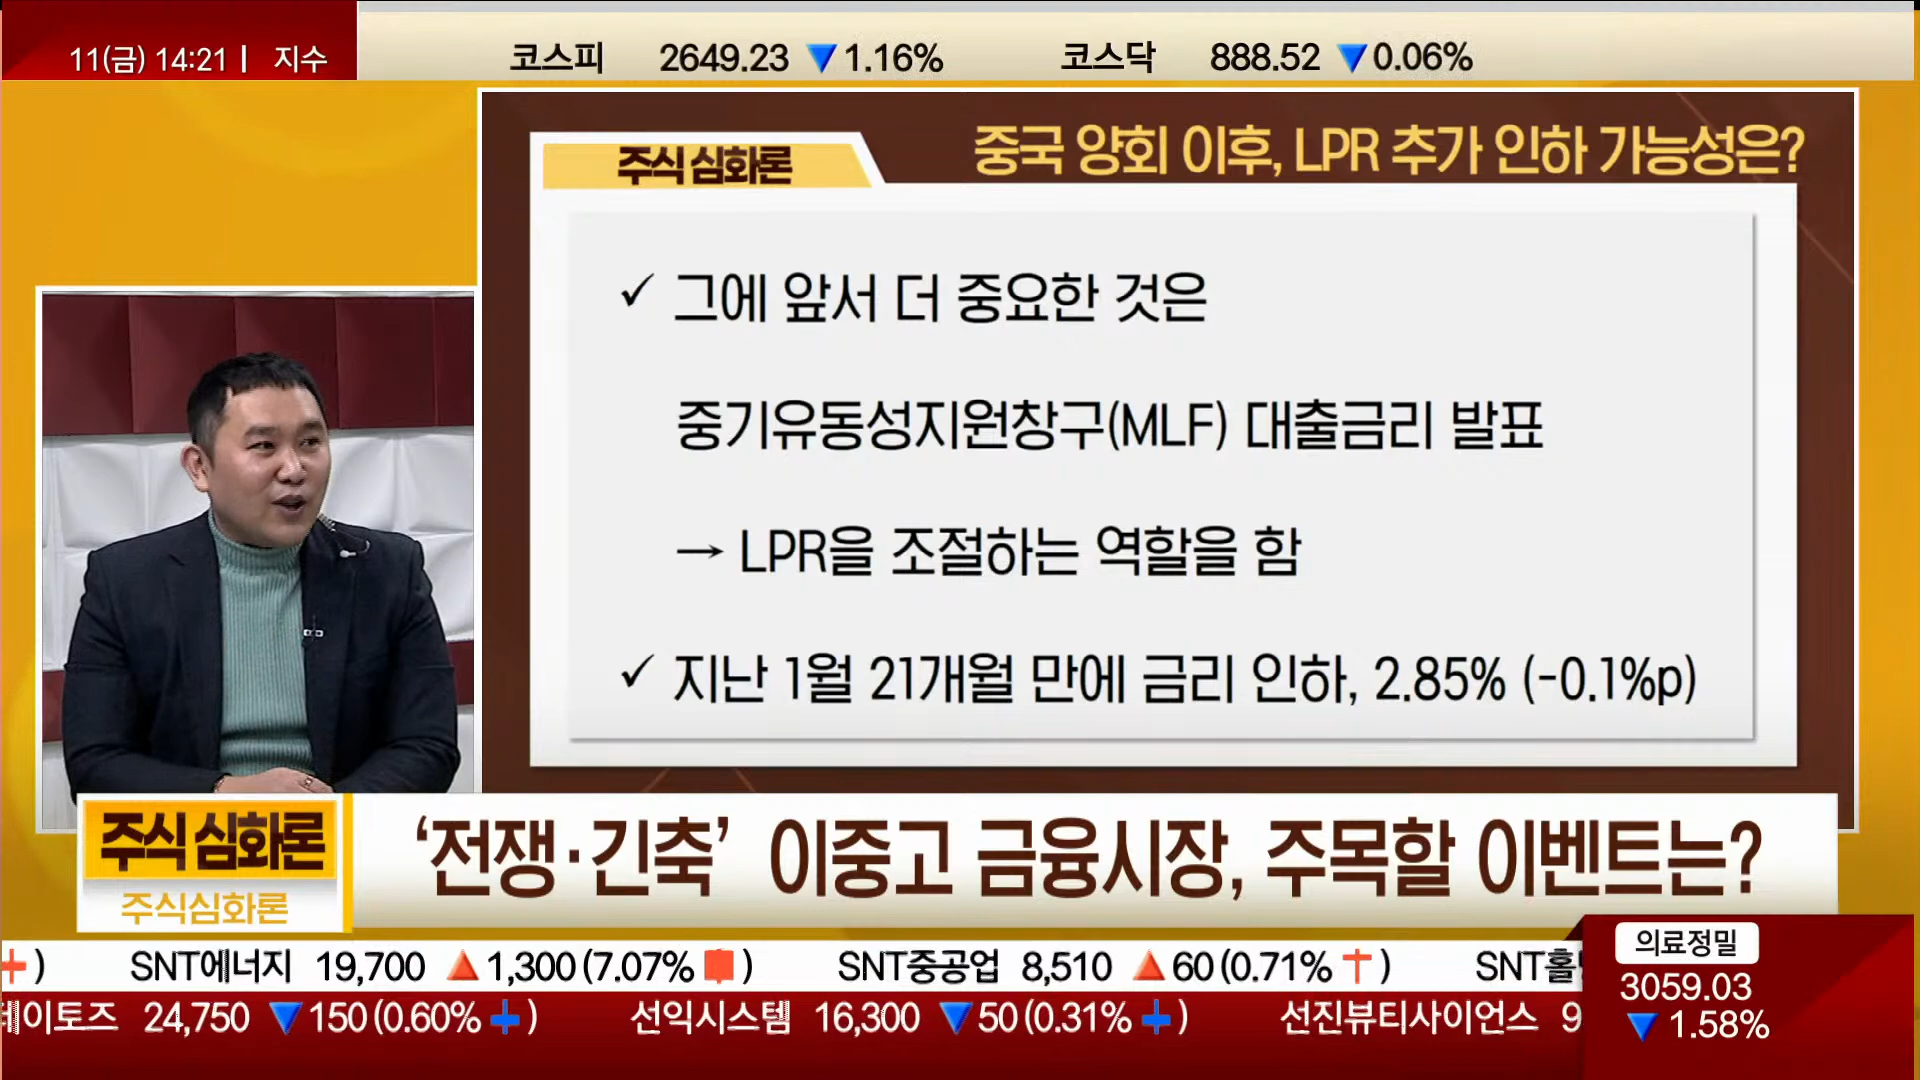 11(금) 14:21 | 지수
코스피 2649.23 ▼1.16% 코스닥 888.52 ▼0.06%
주식 심화론
중국 양회 이후, LPR 추가 인하 가능성은?
✓ 그에 앞서 더 중요한 것은
중기유동성지원창구(MLF) 대출금리 발표
→ LPR을 조절하는 역할을 함
✓ 지난 1월 21개월 만에 금리 인하, 2.85% (-0.1%p)
주식 심화론
주식심화론
‘전쟁·긴축’ 이중고 금융시장, 주목할 이벤트는?
) SNT에너지 19,700 ▲1,300(7.07% ) SNT중공업 8,510 ▲60(0.71% ) SNT홀
이토즈 24,750 ▼150(0.60% ) 선익시스템 16,300 ▼50(0.31% ) 선진뷰티사이언스 9
의료정밀
3059.03
▼ 1.58%